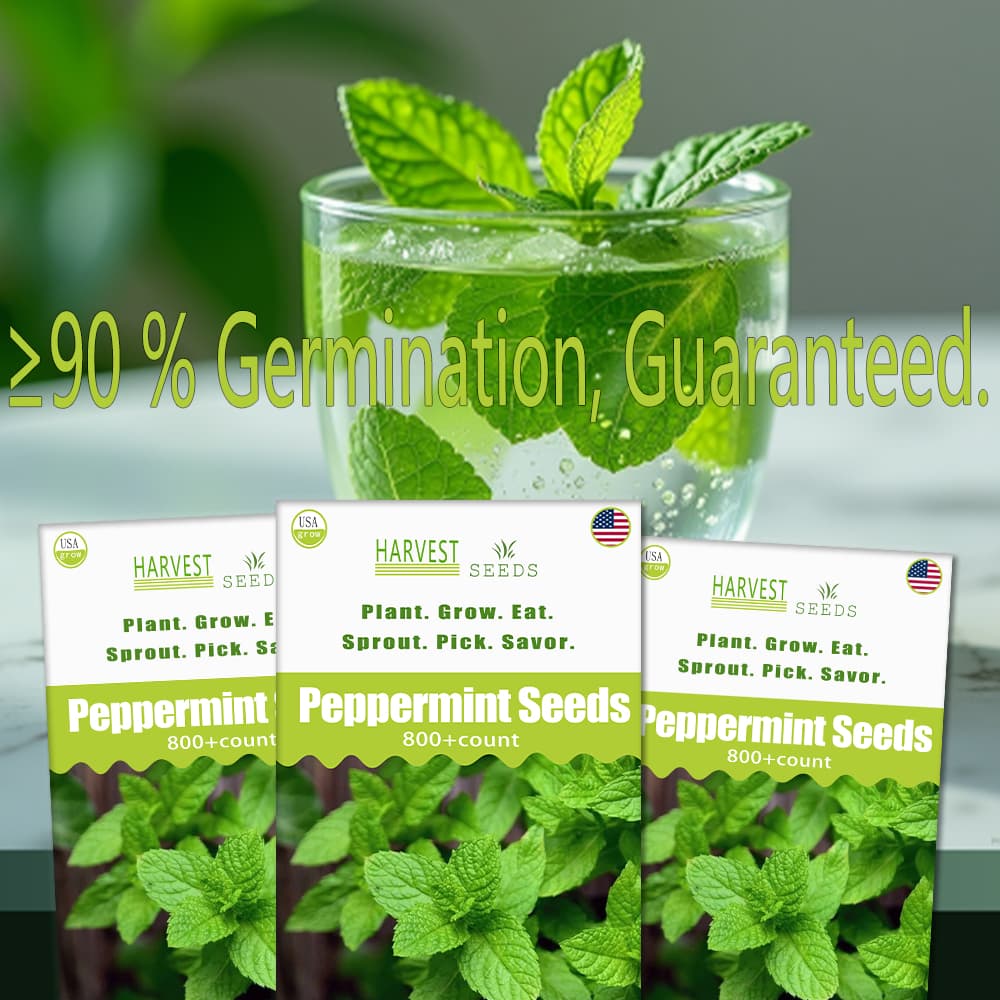 ≥90 % Germination, Guaranteed.
USA
grow
HARVEST
SEED
Plant. Grow. E
Sprout. Pick. Sa
Peppermint
800+count
USA
grow
HARVEST
SEEDS
Plant. Grow. Eat.
Sprout. Pick. Savor.
Peppermint Seeds
800+count
USA
grow
HARVEST
SEEDS
Plant. Grow. Eat.
Sprout. Pick. Savor.
Peppermint Seeds
800+count